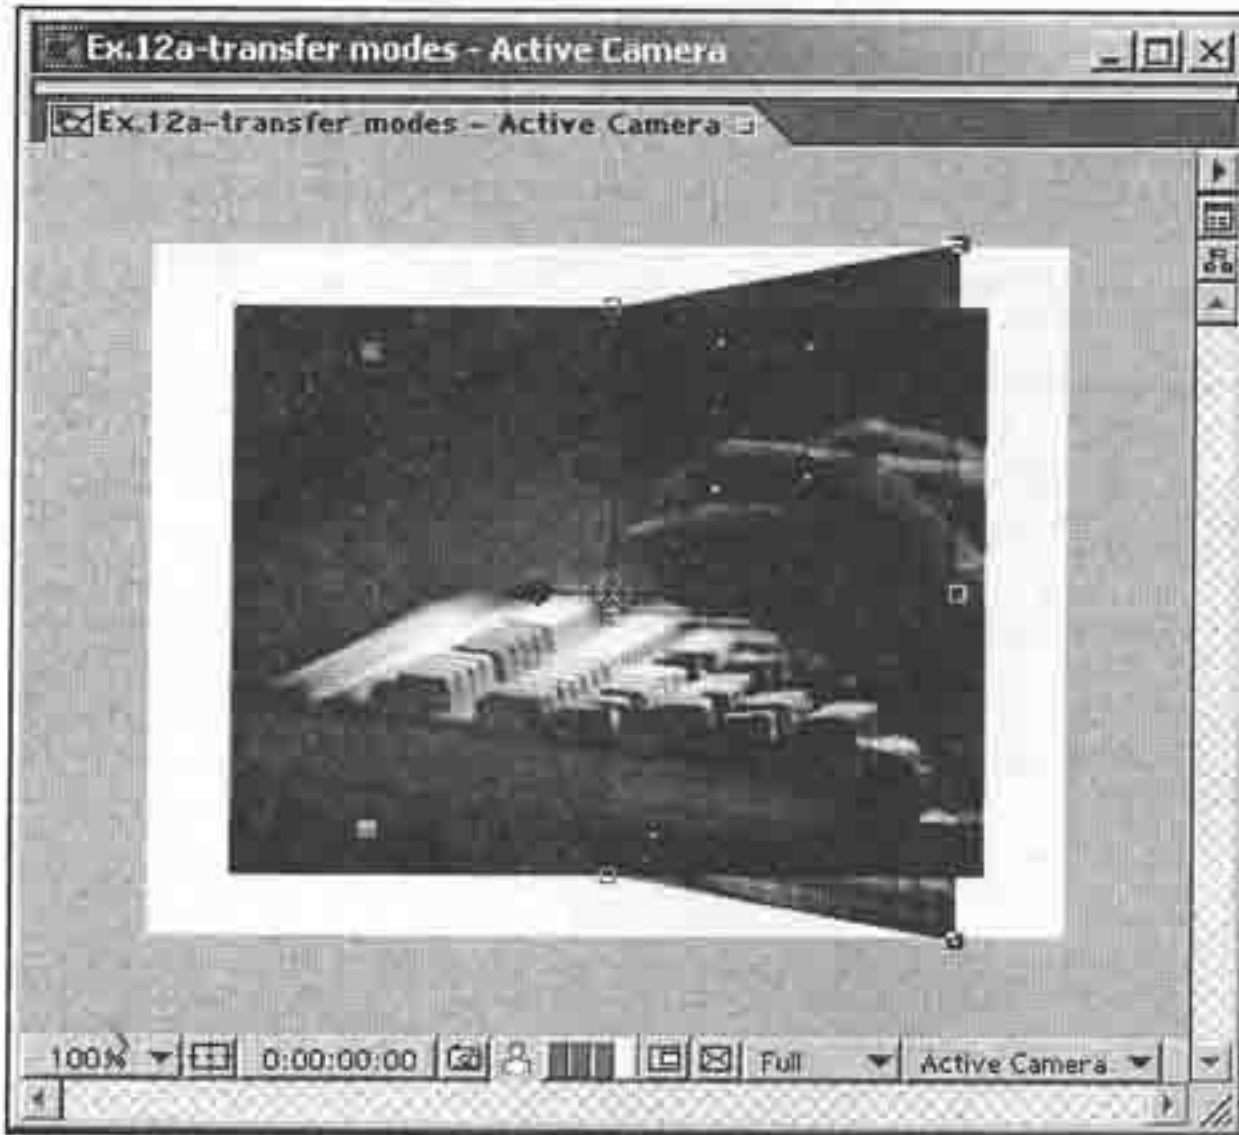 Ex.12a-transfer modes - Active Camera
Ex.12a-transfer modes - Active Camera
100% 0:00:00:00 Full Active Camera